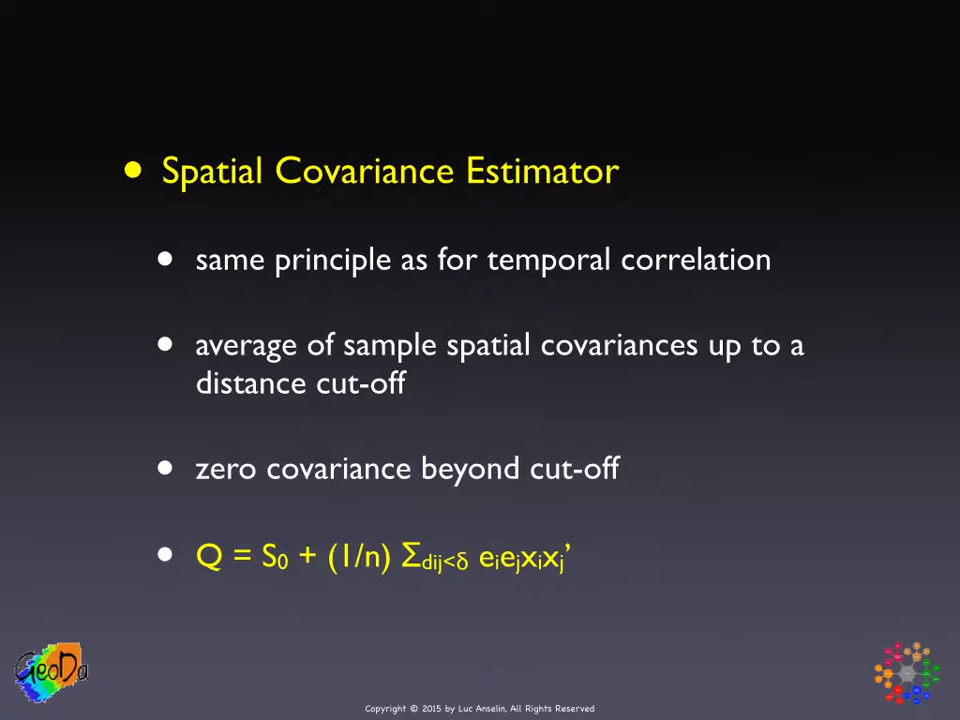 • Spatial Covariance Estimator
• same principle as for temporal correlation
• average of sample spatial covariances up to a
distance cut-off
• zero covariance beyond cut-off
• Q = S₀ + (1/n) Σdij<δ eᵢeⱼxᵢxⱼ’
GeoDa
Copyright © 2015 by Luc Anselin, All Rights Reserved